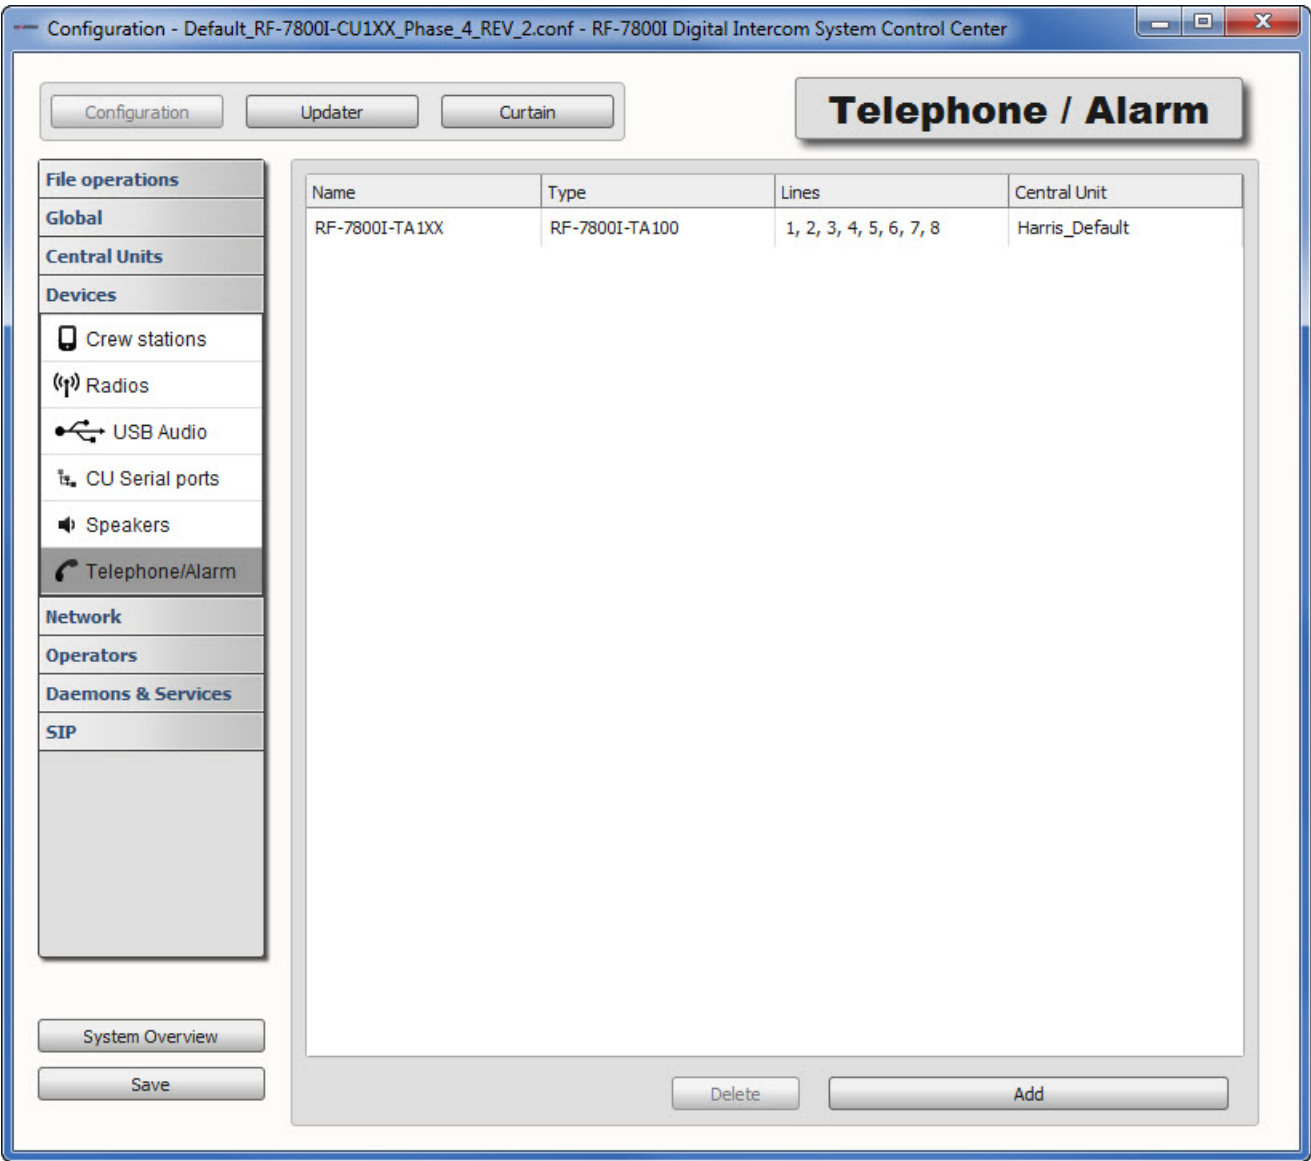 Configuration - Default_RF-7800I-CU1XX_Phase_4_REV_2.conf - RF-7800I Digital Intercom System Control Center
Configuration Updater Curtain
Telephone / Alarm
File operations
Global
Central Units
Devices
Crew stations
Radios
USB Audio
CU Serial ports
Speakers
Telephone/Alarm
Network
Operators
Daemons & Services
SIP
System Overview
Save
Name Type Lines Central Unit
RF-7800I-TA1XX RF-7800I-TA100 1, 2, 3, 4, 5, 6, 7, 8 Harris_Default
Delete Add